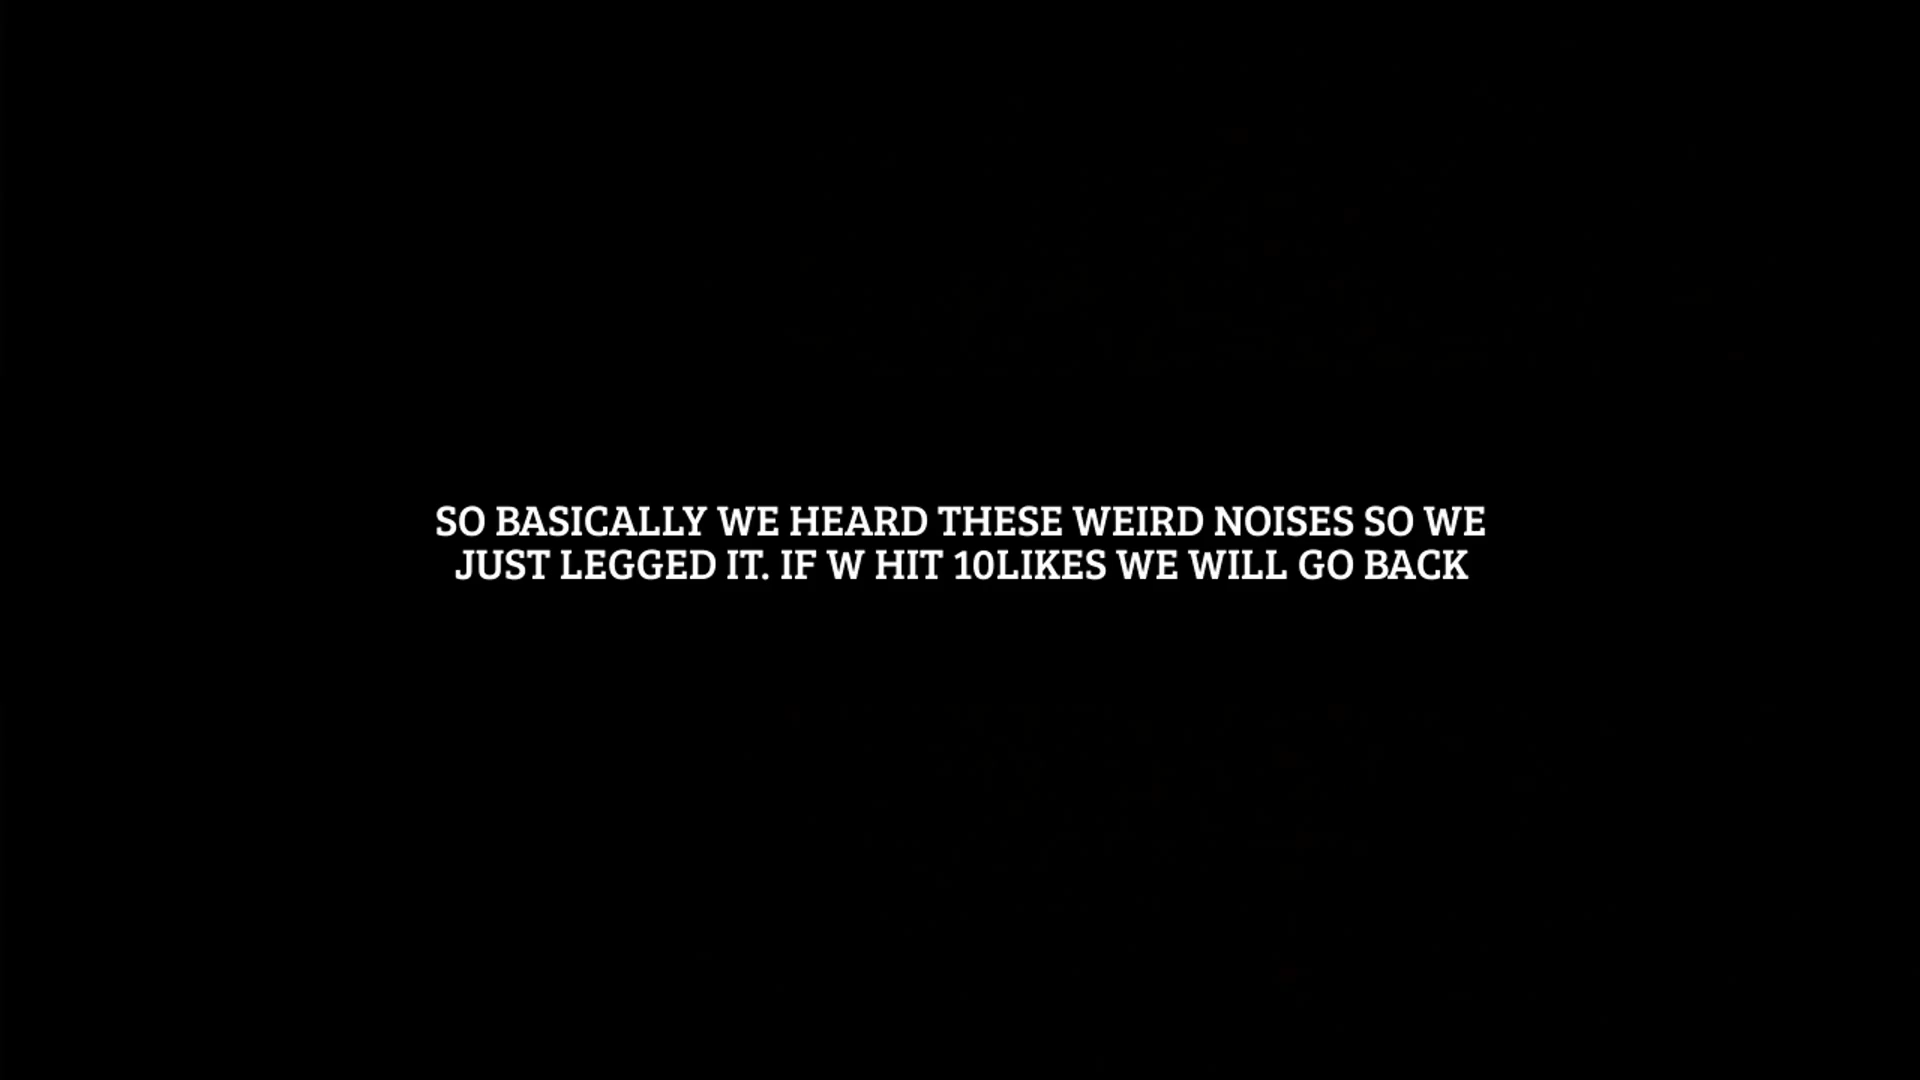 SO BASICALLY WE HEARD THESE WEIRD NOISES SO WE
JUST LEGGED IT. IF W HIT 10LIKES WE WILL GO BACK